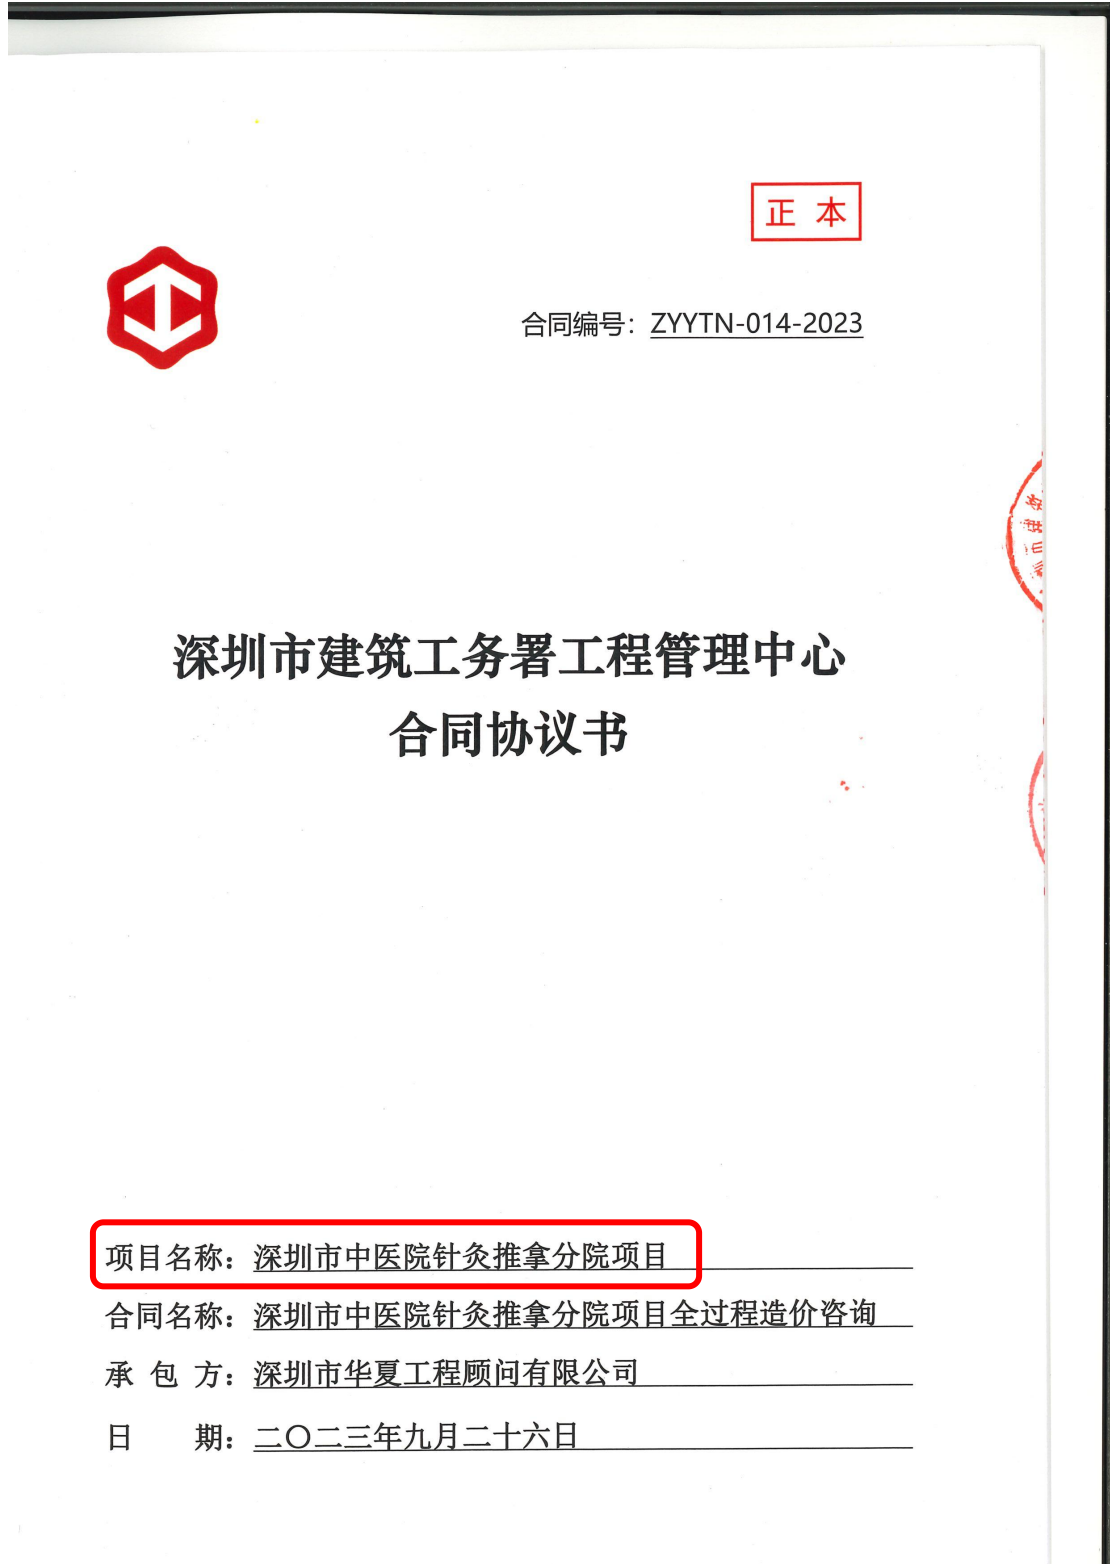 正 本
合同编号：ZYYTN-014-2023
深圳市建筑工务署工程管理中心
合同协议书
项目名称：深圳市中医院针灸推拿分院项目
合同名称：深圳市中医院针灸推拿分院项目全过程造价咨询
承 包 方：深圳市华夏工程顾问有限公司
日 期：二〇二三年九月二十六日